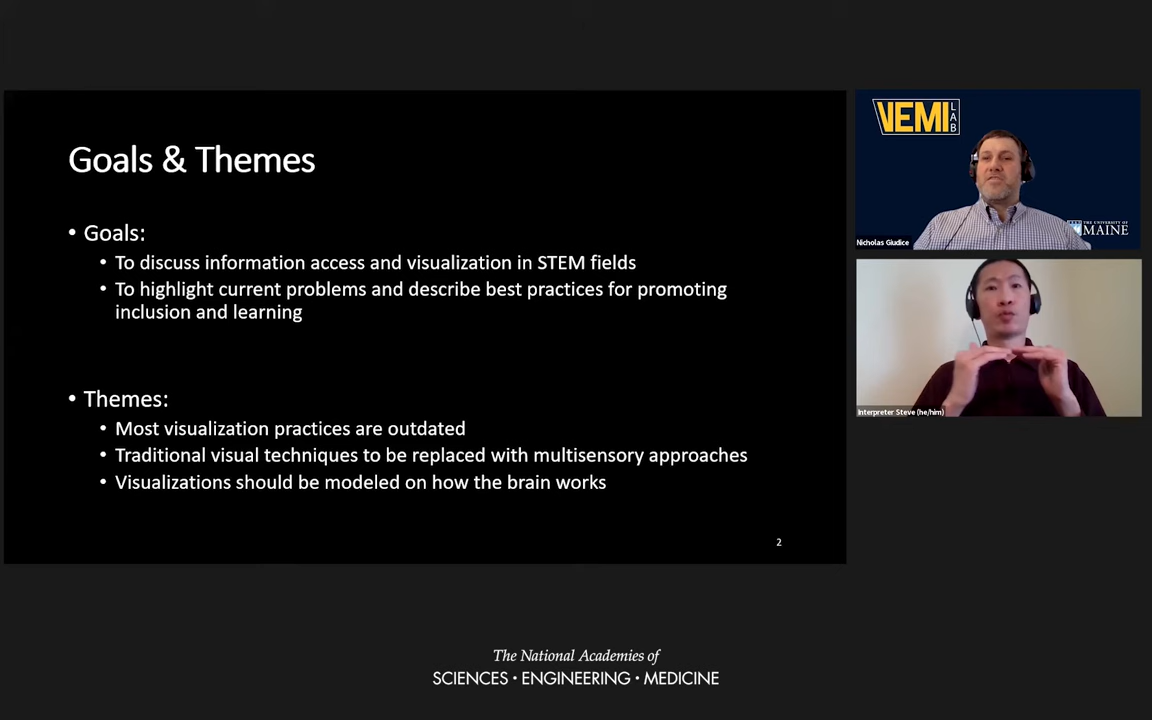 Goals & Themes
• Goals:
• To discuss information access and visualization in STEM fields
• To highlight current problems and describe best practices for promoting
inclusion and learning
• Themes:
• Most visualization practices are outdated
• Traditional visual techniques to be replaced with multisensory approaches
• Visualizations should be modeled on how the brain works
2
VEMI
LAB
THE UNIVERSITY OF
MAINE
Nicholas Giudice
Interpreter Steve (he/him)
The National Academies of
SCIENCES • ENGINEERING • MEDICINE